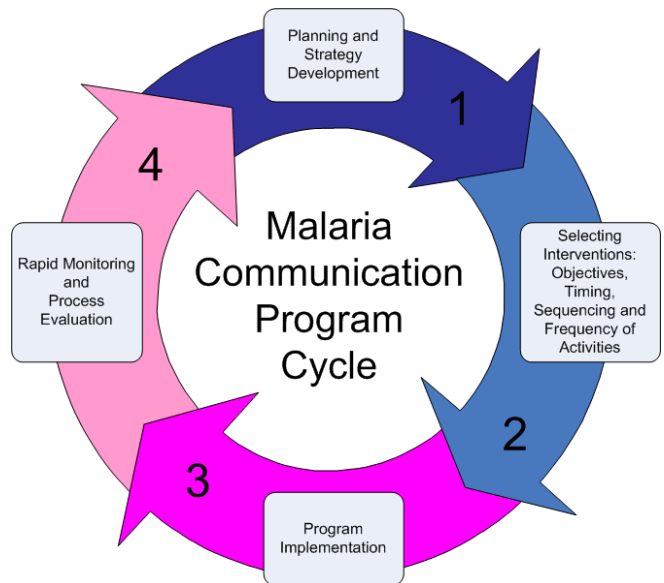 Planning and
Strategy
Development
1
4
Malaria
Communication
Program
Cycle
Rapid Monitoring
and
Process
Evaluation
Selecting
Interventions:
Objectives,
Timing,
Sequencing and
Frequency of
Activities
2
3
Program
Implementation